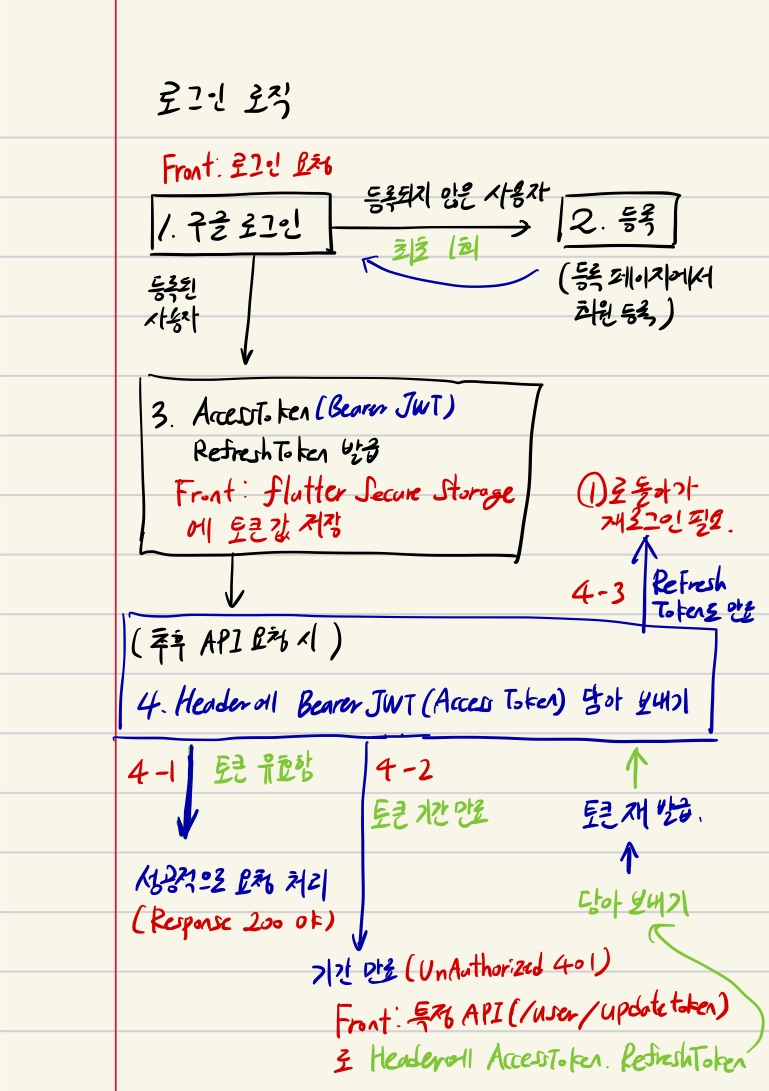 로그인 로직
Front: 로그인 요청
1. 구글 로그인
등록되지 않은 사용자
최초 1회
2. 등록
(등록 페이지에서
회원 등록)
등록된
사용자
3. AccessToken (Bearer JWT)
RefreshToken 발급
Front: flutter Secure Storage
에 토큰값 저장
①로 돌아가
재로그인 필요.
4-3
Refresh
Token도 만료
(추후 API 요청 시)
4. Header에 Bearer JWT (Access Token) 담아 보내기
4-1
토큰 유효함
4-2
토큰 기간 만료
성공적으로 요청 처리
(Response 200 OK)
토큰 재 발급.
담아 보내기
기간 만료 (UnAuthorized 401)
Front: 특정 API (/user/updatetoken)
로 Header에 AccessToken. RefreshToken